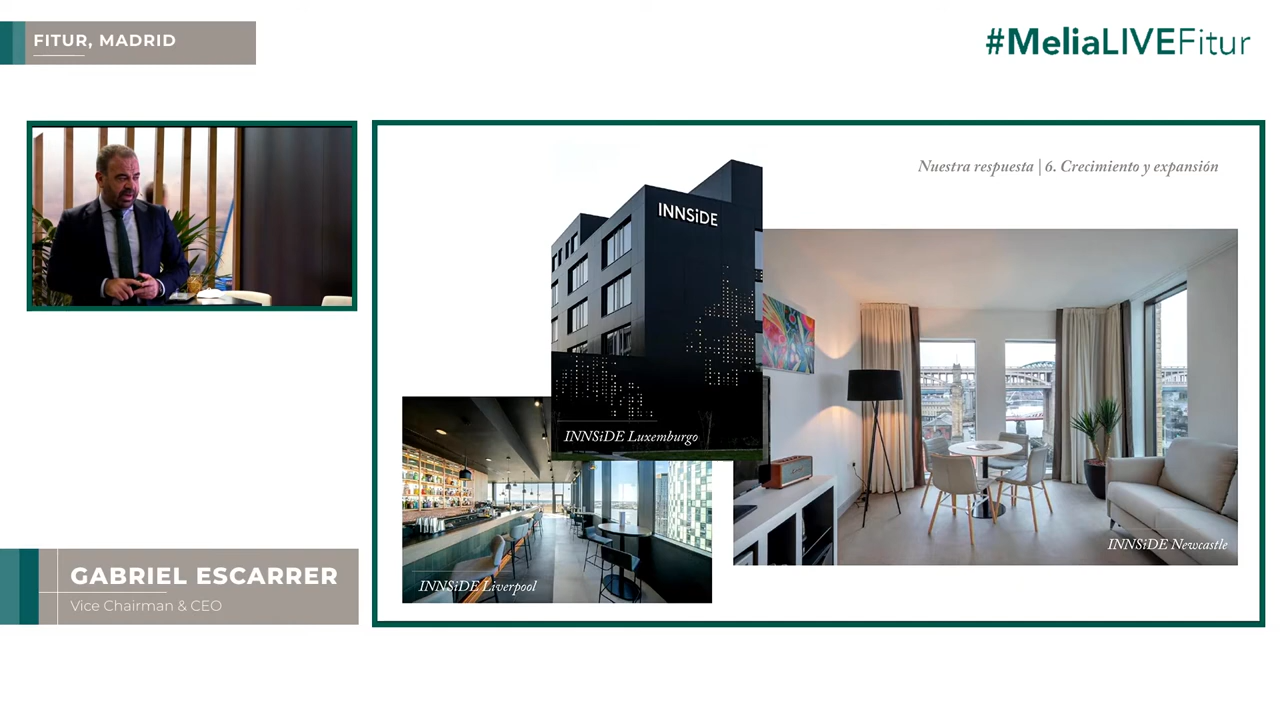 FITUR, MADRID
#MeliaLIVEFitur
Nuestra respuesta | 6. Crecimiento y expansión
INNSiDE
INNSiDE Luxemburgo
INNSiDE Newcastle
INNSiDE Liverpool
GABRIEL ESCARRER
Vice Chairman & CEO